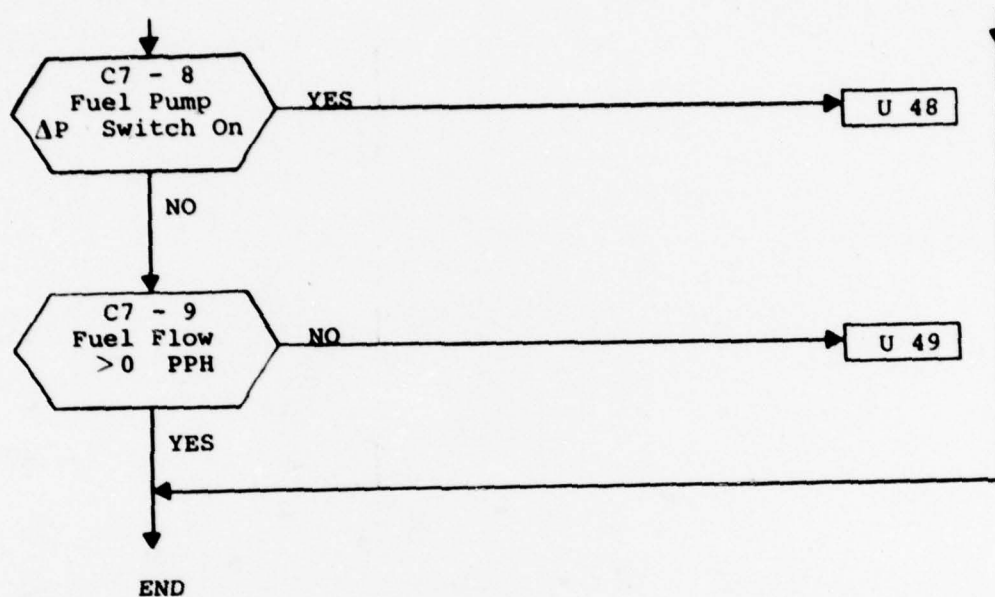 C7 - 8
Fuel Pump
ΔP Switch On
YES
U 48
NO
C7 - 9
Fuel Flow
>0 PPH
NO
U 49
YES
END